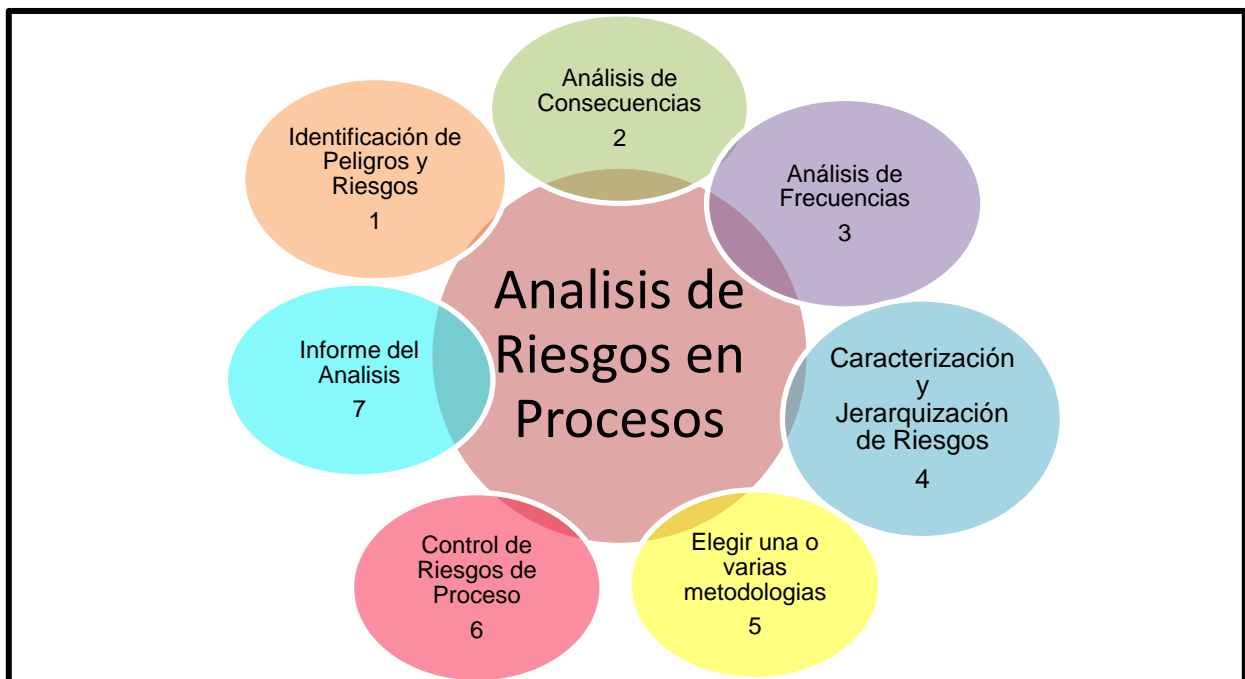 Identificación de
Peligros y
Riesgos
1
Análisis de
Consecuencias
2
Análisis de
Frecuencias
3
Caracterización
y
Jerarquización
de Riesgos
4
Elegir una o
varias
metodologias
5
Control de
Riesgos de
Proceso
6
Informe del
Analisis
7
Analisis de
Riesgos en
Procesos